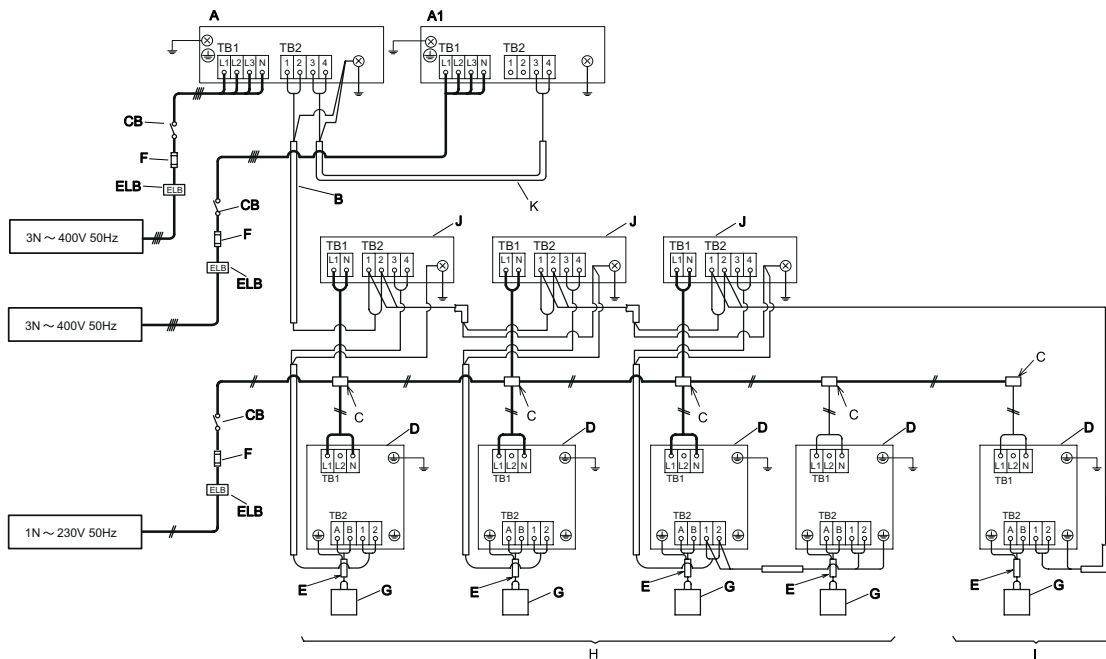 A
A1
TB1
TB2
TB1
TB2
L1 L2 L3 N
1 2 3 4
L1 L2 L3 N
1 2 3 4
CB
F
ELB
ELB
B
K
CB
3N ~ 400V 50Hz
F
J
J
J
TB1
TB2
TB1
TB2
TB1
TB2
L1 N
1 2 3 4
L1 N
1 2 3 4
L1 N
1 2 3 4
ELB
ELB
3N ~ 400V 50Hz
C
CB
C
C
C
C
D
D
D
D
F
L1 L2 N
L1 L2 N
L1 L2 N
L1 L2 N
L1 L2 N
TB1
TB1
TB1
TB1
TB1
ELB
ELB
1N ~ 230V 50Hz
TB2
TB2
TB2
TB2
TB2
A B 1 2
A B 1 2
A B 1 2
A B 1 2
A B 1 2
E
G
E
G
E
G
E
G
E
G
H
I